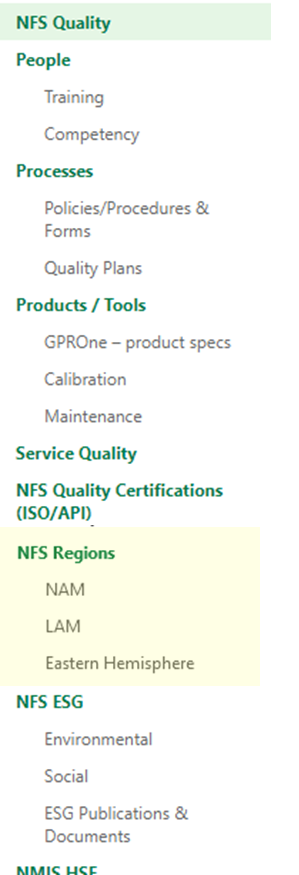 NFS Quality
People
Training
Competency
Processes
Policies/Procedures &
Forms
Quality Plans
Products / Tools
GPROne – product specs
Calibration
Maintenance
Service Quality
NFS Quality Certifications
(ISO/API)
NFS Regions
NAM
LAM
Eastern Hemisphere
NFS ESG
Environmental
Social
ESG Publications &
Documents
NMIS HSE